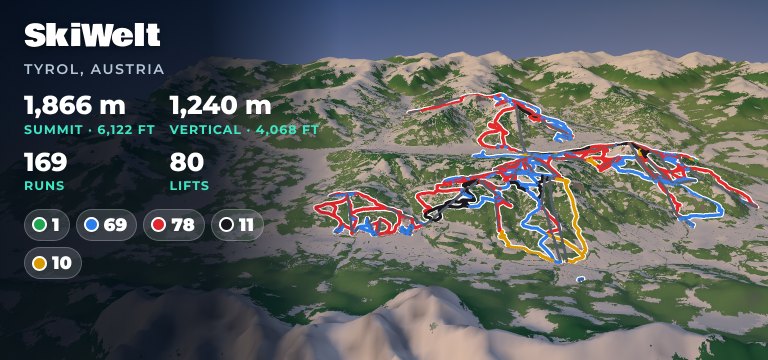 SkiWelt
TYROL, AUSTRIA
1,866 m 1,240 m
SUMMIT · 6,122 FT VERTICAL · 4,068 FT
169 80
RUNS LIFTS
1 69 78 11
10